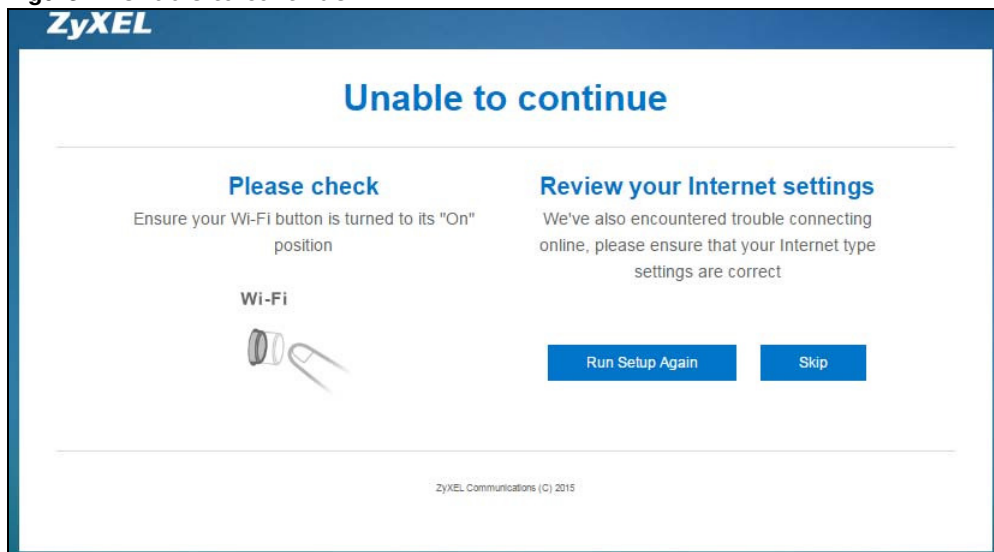 ZyXEL
Unable to continue
Please check
Ensure your Wi-Fi button is turned to its "On"
position
Wi-Fi
Review your Internet settings
We've also encountered trouble connecting
online, please ensure that your Internet type
settings are correct
Run Setup Again
Skip
ZyXEL Communications (C) 2015